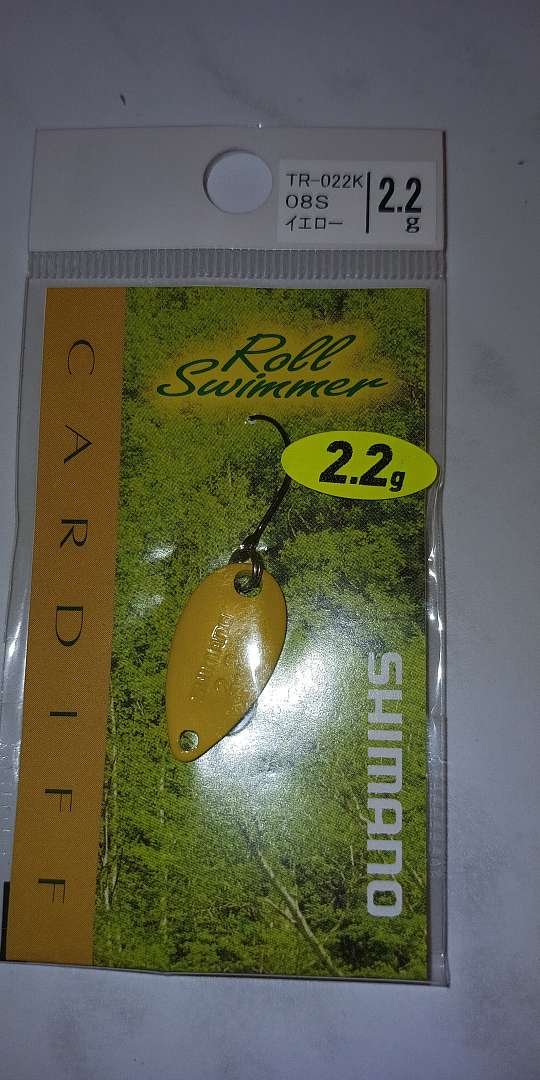 TR-022K
08S
イエロー
2.2
g
Roll
Swimmer
2.2g
CARDIFF
SHIMANO